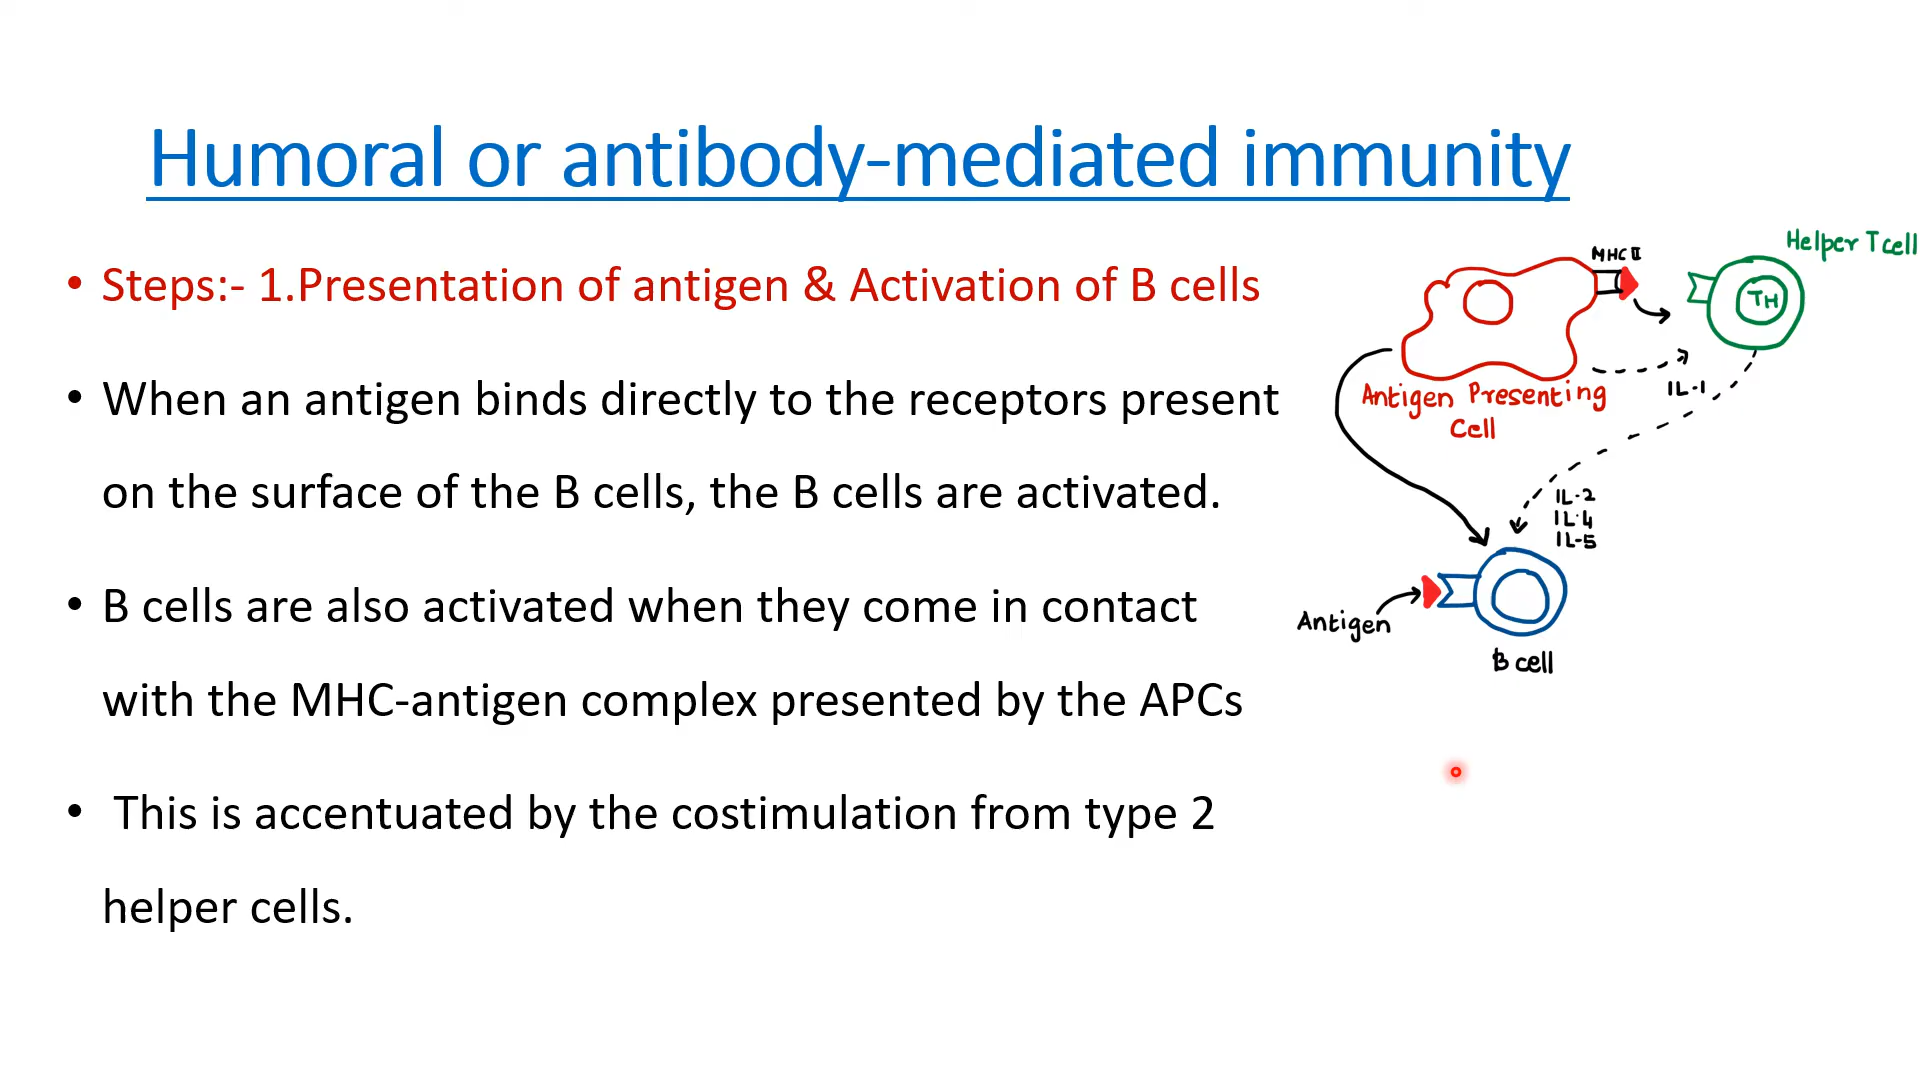 Humoral or antibody-mediated immunity
• Steps:- 1.Presentation of antigen & Activation of B cells
• When an antigen binds directly to the receptors present
on the surface of the B cells, the B cells are activated.
• B cells are also activated when they come in contact
with the MHC-antigen complex presented by the APCs
• This is accentuated by the costimulation from type 2
helper cells.
Helper T cell
MHC II
TH
IL-1
Antigen Presenting
Cell
IL-2
IL-4
IL-5
Antigen
B cell